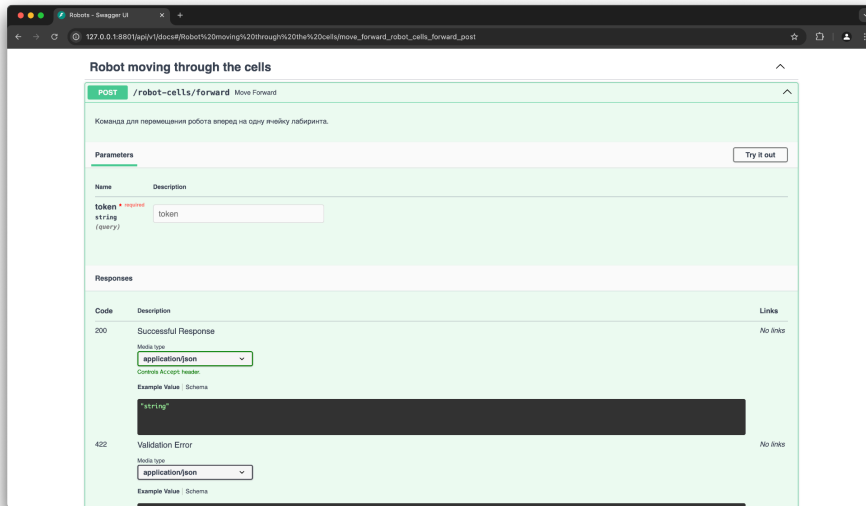 Robots - Swagger UI
127.0.0.1:8801/api/v1/docs#/Robot%20moving%20through%20the%20cells/move_forward_robot_cells_forward_post
Robot moving through the cells
POST /robot-cells/forward Move Forward
Команда для перемещения робота вперед на одну ячейку лабиринта.
Parameters
Try it out
Name Description
token * required
string
(query)
token
Responses
Code Description Links
200 Successful Response No links
Media type
application/json
Controls Accept header.
Example Value | Schema
"string"
422 Validation Error No links
Media type
application/json
Example Value | Schema